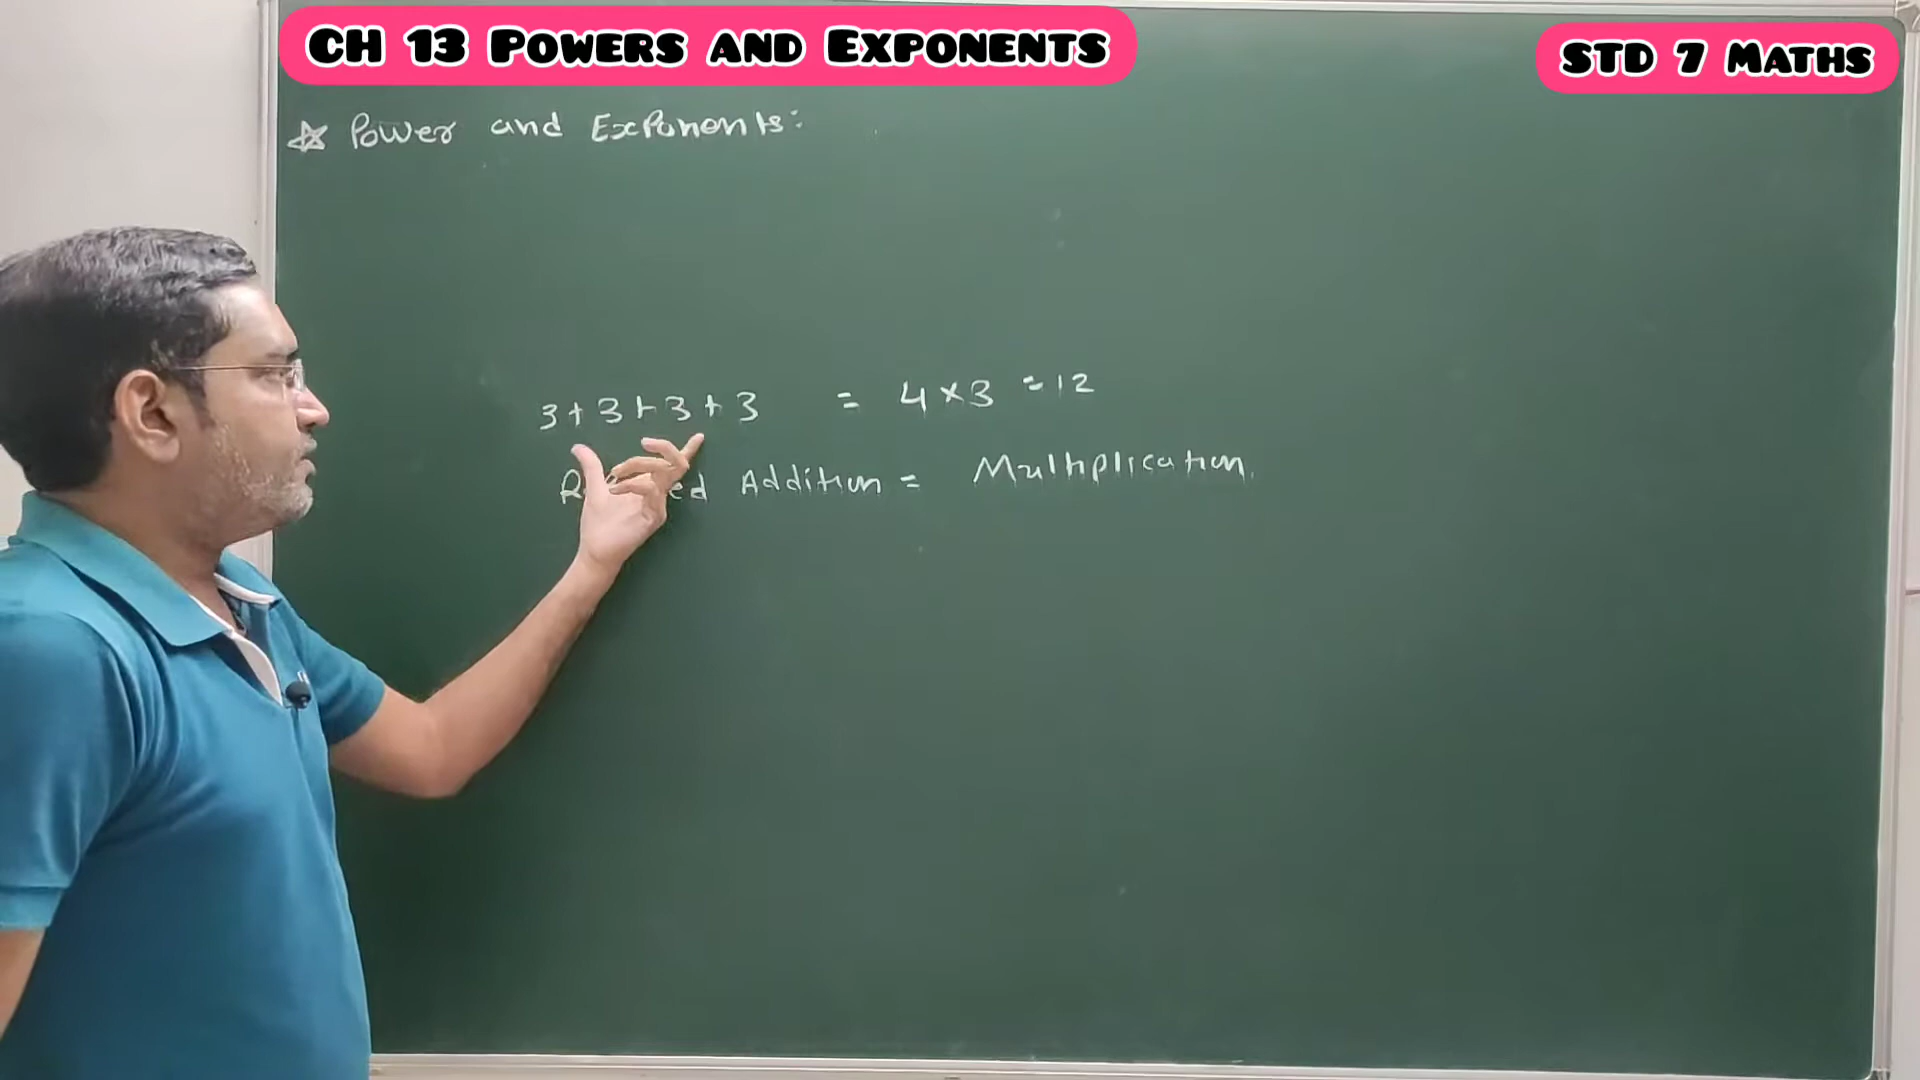 CH 13 POWERS AND EXPONENTS
STD 7 MATHS
Power and Exponents:
3+3+3+3 = 4×3 =12
Addition = Multiplication.